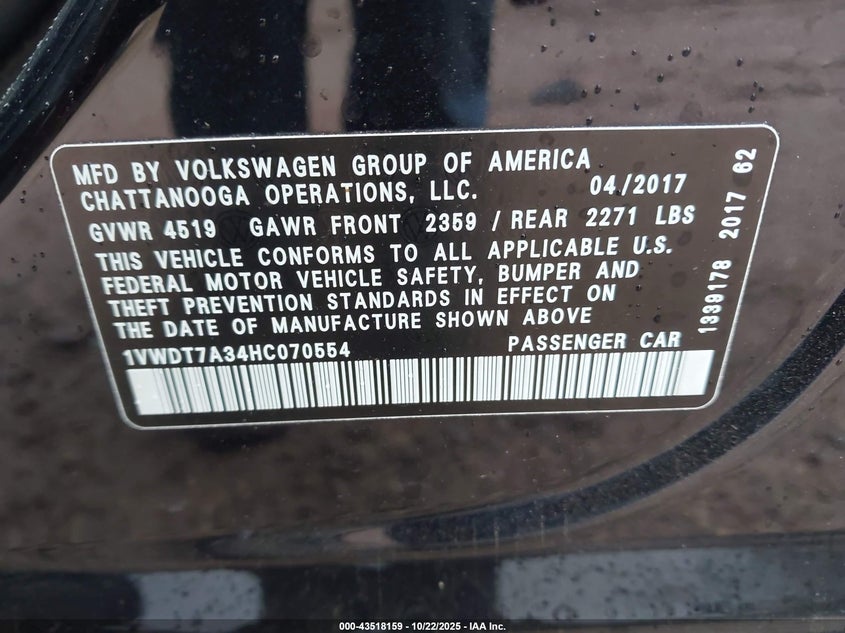 MFD BY VOLKSWAGEN GROUP OF AMERICA
CHATTANOOGA OPERATIONS, LLC. 04/2017
GVWR 4519 GAWR FRONT 2359 / REAR 2271 LBS
THIS VEHICLE CONFORMS TO ALL APPLICABLE U.S.
FEDERAL MOTOR VEHICLE SAFETY, BUMPER AND
THEFT PREVENTION STANDARDS IN EFFECT ON
THE DATE OF MANUFACTURE SHOWN ABOVE
1VWDT7A34HC070554 PASSENGER CAR
1339178 2017 62
000-43518159 - 10/22/2025 - IAA Inc.